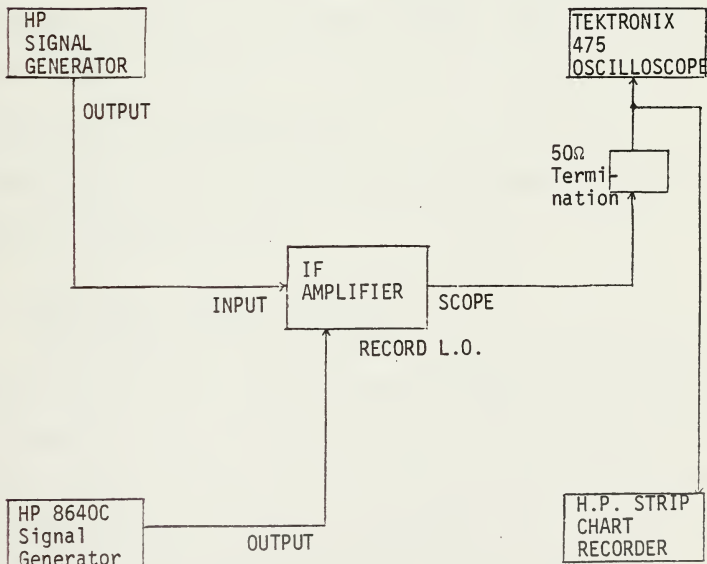 HP
SIGNAL
GENERATOR
OUTPUT
TEKTRONIX
475
OSCILLOSCOPE
50Ω
Termi-
nation
IF
AMPLIFIER
INPUT
SCOPE
RECORD L.O.
HP 8640C
Signal
Generator
OUTPUT
H.P. STRIP
CHART
RECORDER